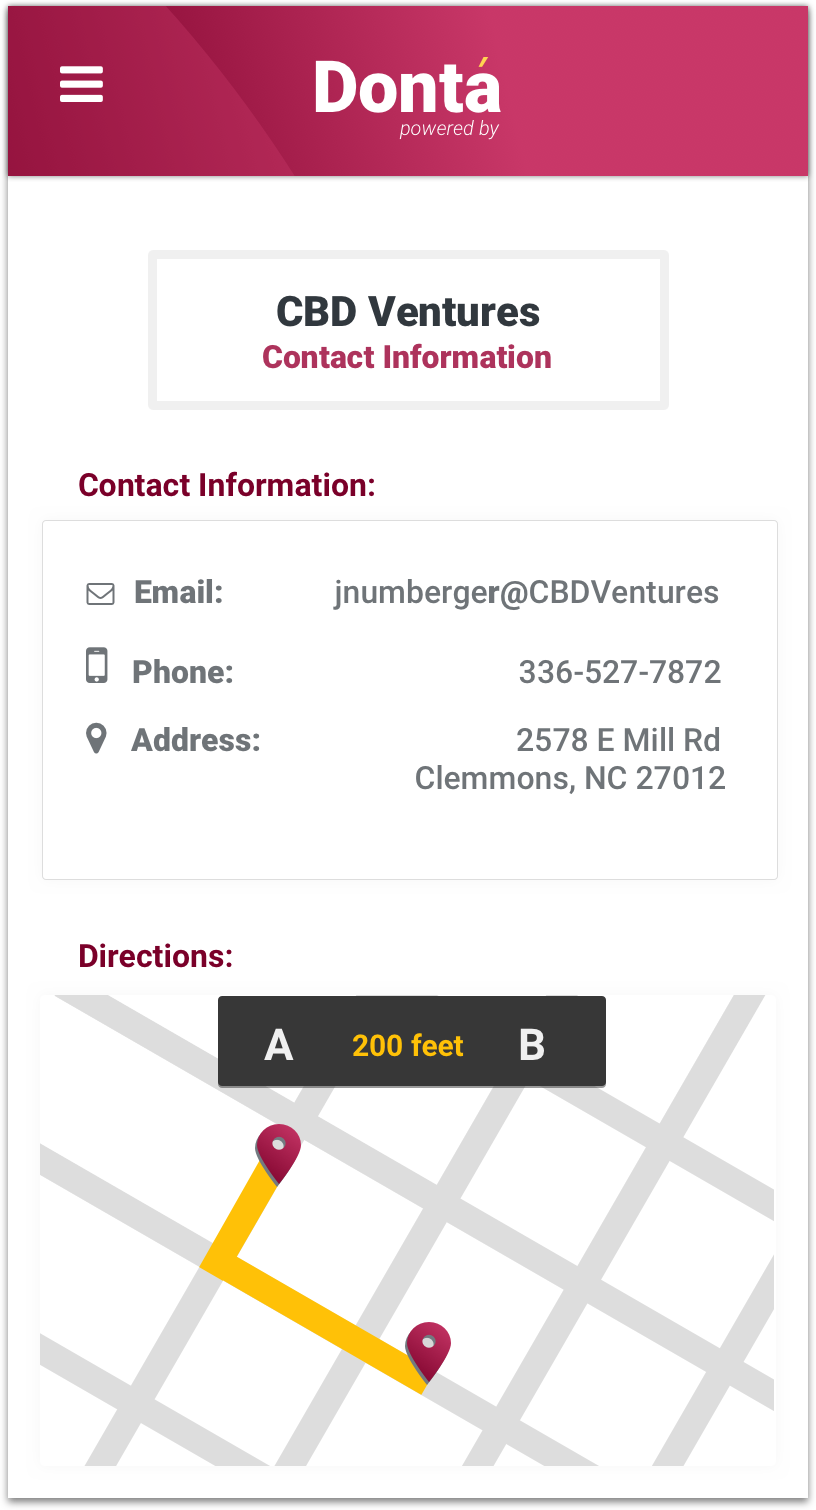 Dontá
powered by
CBD Ventures
Contact Information
Contact Information:
Email: jnumberger@CBDVentures
Phone: 336-527-7872
Address: 2578 E Mill Rd
Clemmons, NC 27012
Directions:
A 200 feet B